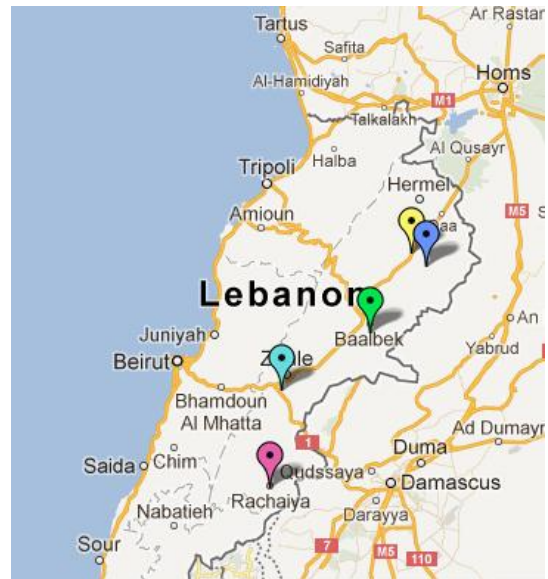 Ar Rastan
Tartus
Safita
Homs
Al-Hamidiyah
M1
Talkalakh
Al Qusayr
Halba
Tripoli
Hermel
M5
Amioun
Lebanon
Juniyah
Baalbek
An
Yabrud
Beirut
Bhamdoun
Al Mhatta
1
Ad Dumayr
Duma
Saida
Chim
Qudssaya
Damascus
Rachaiya
Nabatieh
Darayya
Sour
7
M5
110